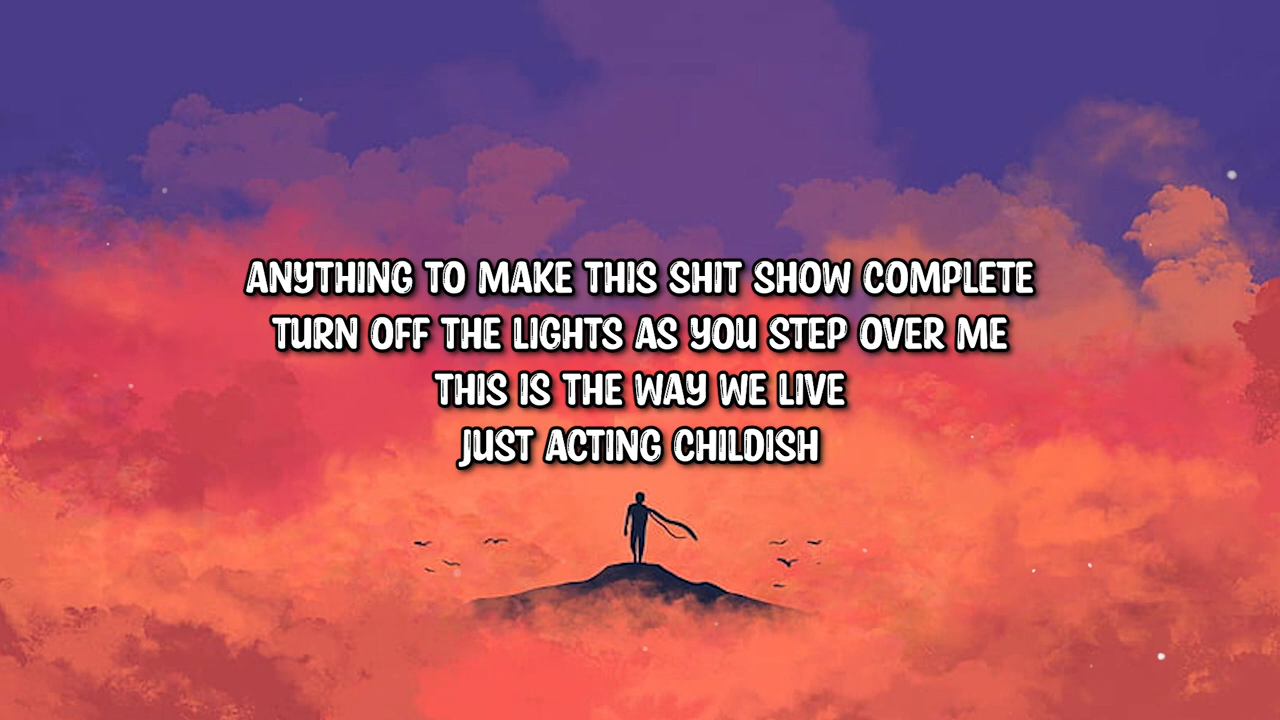 ANYTHING TO MAKE THIS SHIT SHOW COMPLETE
TURN OFF THE LIGHTS AS YOU STEP OVER ME
THIS IS THE WAY WE LIVE
JUST ACTING CHILDISH